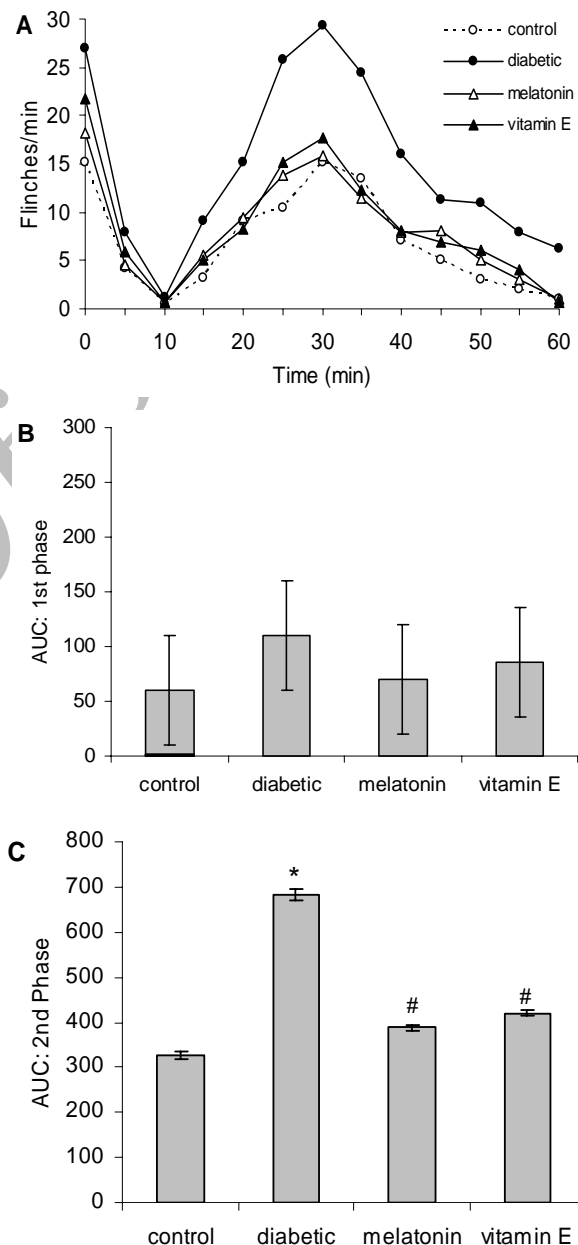 A
control
diabetic
melatonin
vitamin E
Flinches/min
30
25
20
15
10
5
0
0 10 20 30 40 50 60
Time (min)
B
AUC: 1st phase
300
250
200
150
100
50
0
control diabetic melatonin vitamin E
C
AUC: 2nd Phase
800
700
600
500
400
300
200
100
0
*
#
#
control diabetic melatonin vitamin E